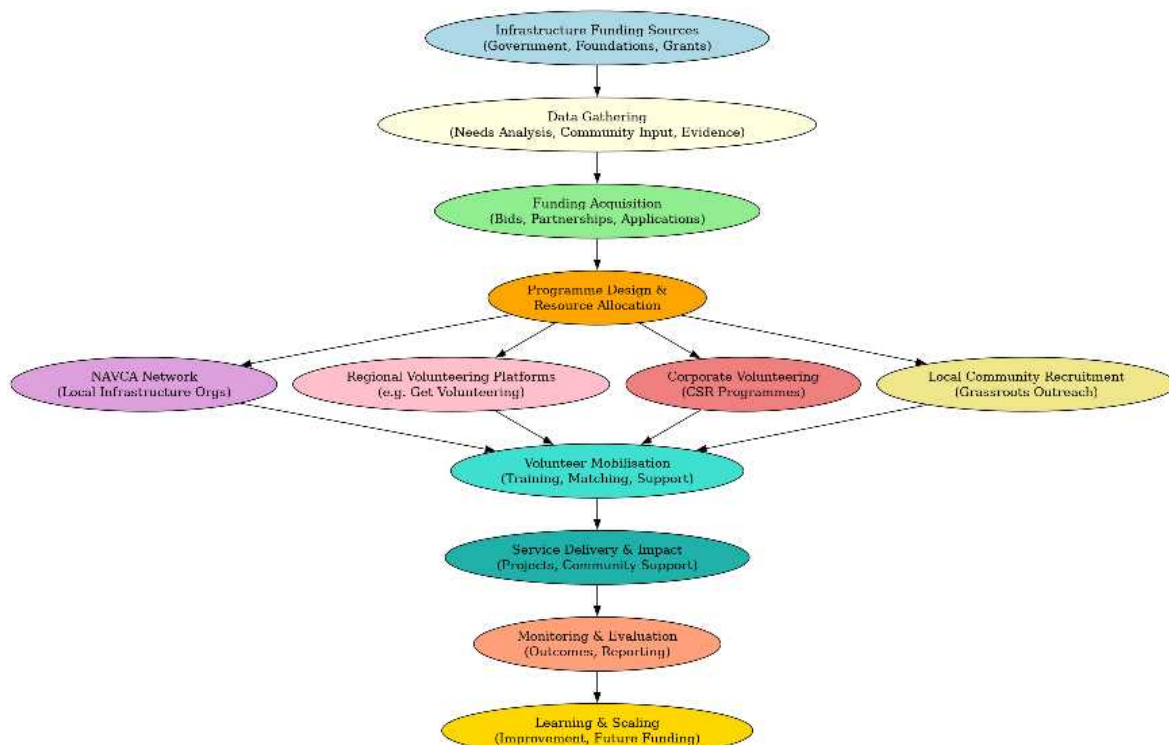 Infrastructure Funding Sources
(Government, Foundations, Grants)
Data Gathering
(Needs Analysis, Community Input, Evidence)
Funding Acquisition
(Bids, Partnerships, Applications)
Programme Design &
Resource Allocation
NAVCA Network
(Local Infrastructure Orgs)
Regional Volunteering Platforms
(e.g. Get Volunteering)
Corporate Volunteering
(CSR Programmes)
Local Community Recruitment
(Grassroots Outreach)
Volunteer Mobilisation
(Training, Matching, Support)
Service Delivery & Impact
(Projects, Community Support)
Monitoring & Evaluation
(Outcomes, Reporting)
Learning & Scaling
(Improvement, Future Funding)